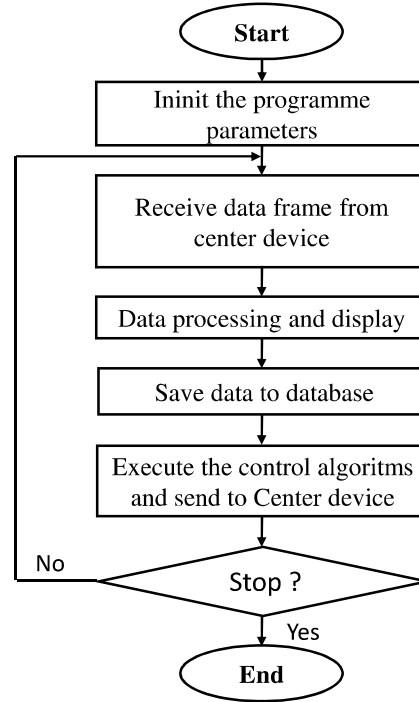 Start
Ininit the programme
parameters
Receive data frame from
center device
Data processing and display
Save data to database
Execute the control algoritms
and send to Center device
No
Stop ?
Yes
End